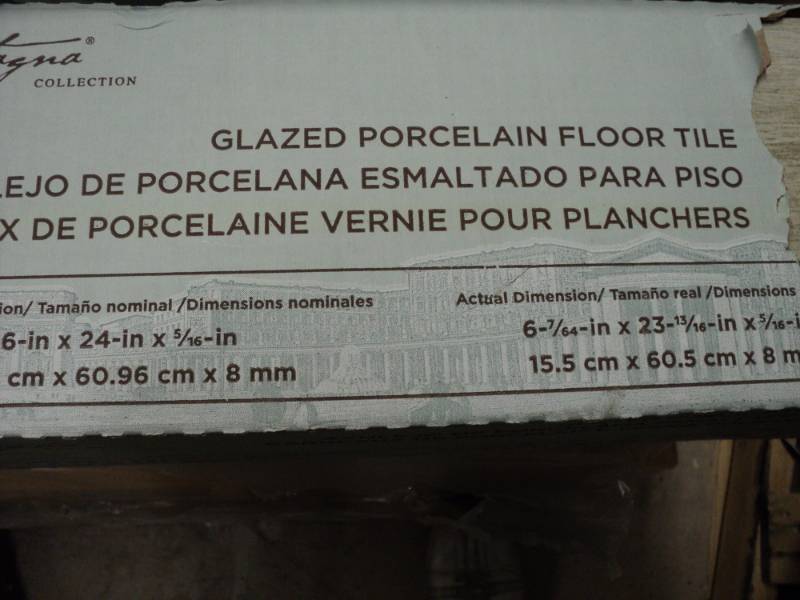 COLLECTION
GLAZED PORCELAIN FLOOR TILE
DE PORCELANA ESMALTADO PARA PISO
DE PORCELAINE VERNIE POUR PLANCHERS
Tamaño nominal /Dimensions nominales
6-in x 24-in x 5/16-in
cm x 60.96 cm x 8 mm
Actual Dimension/ Tamaño real /Dimensions
6-7/64-in x 23-13/16-in x 5/16-i
15.5 cm x 60.5 cm x 8 m